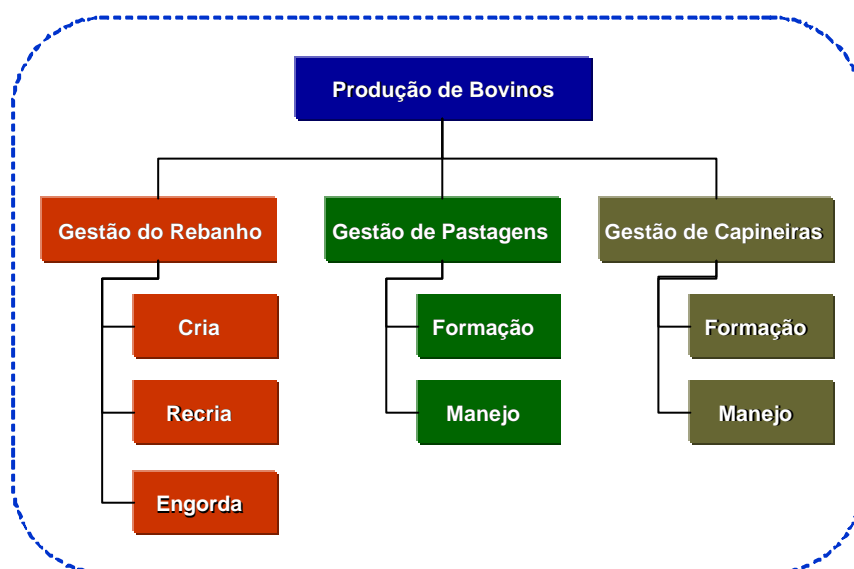 Produção de Bovinos
Gestão do Rebanho
Gestão de Pastagens
Gestão de Capineiras
Cria
Formação
Formação
Recria
Manejo
Manejo
Engorda